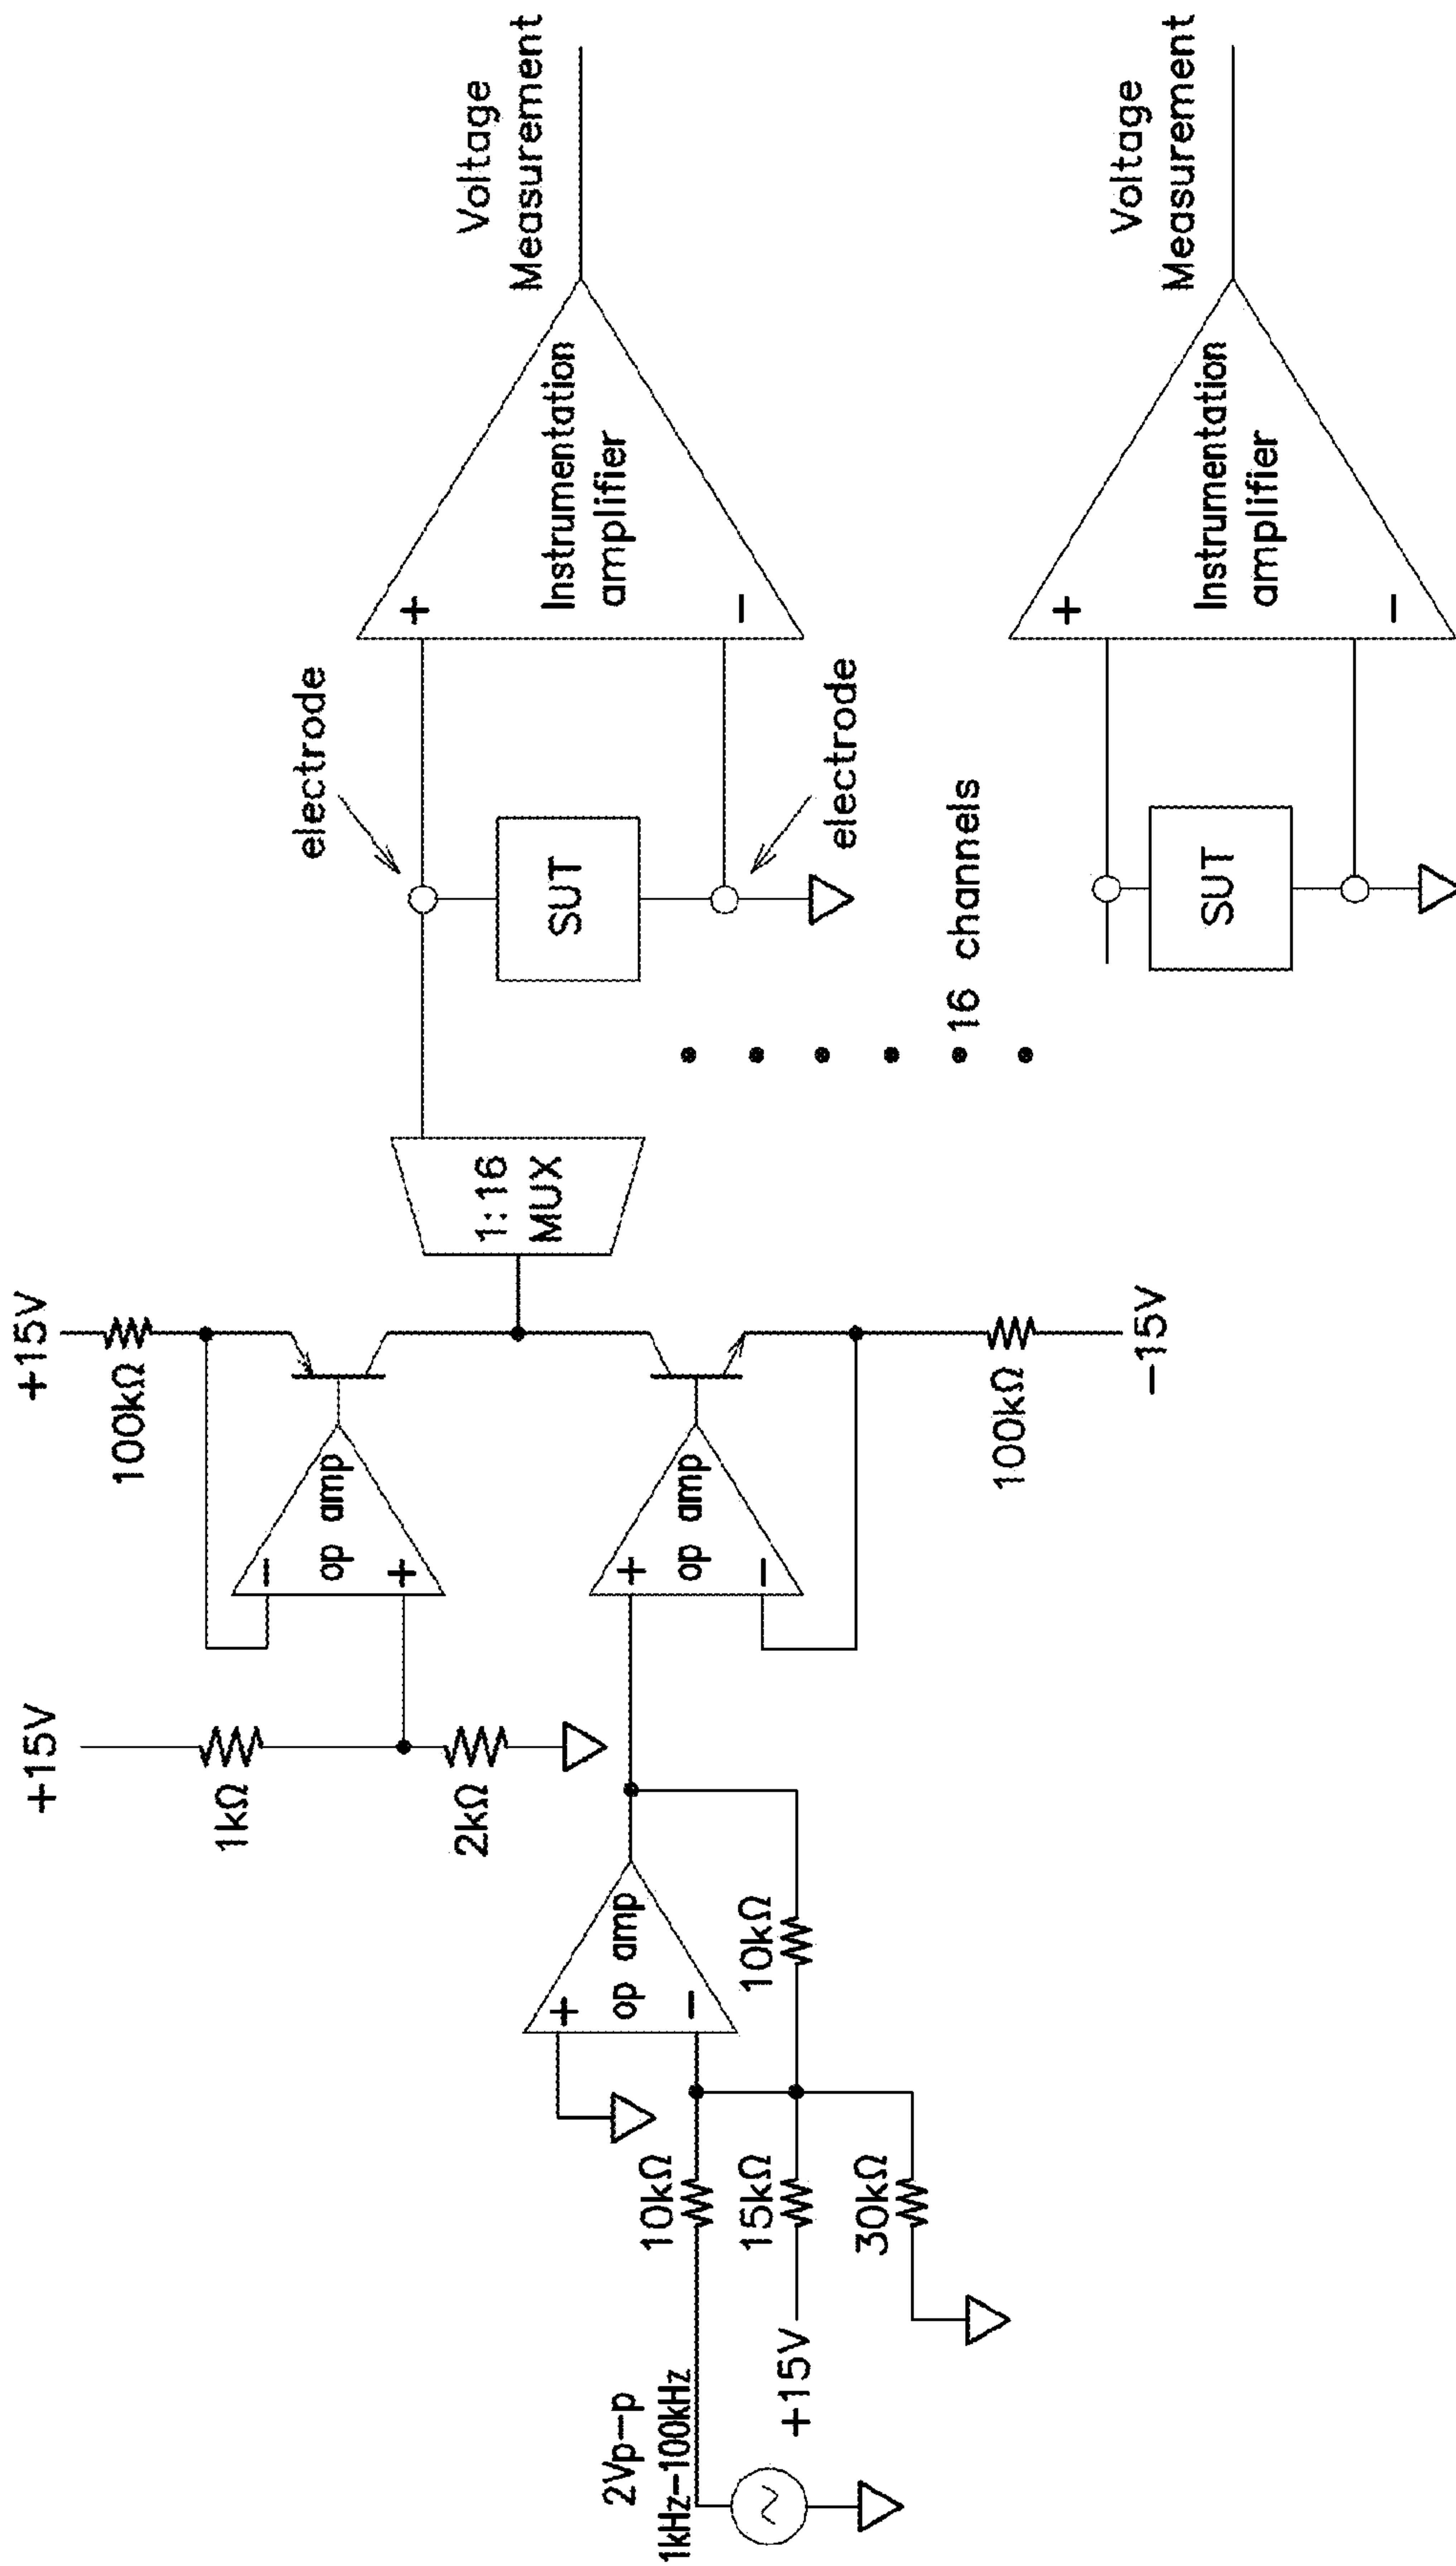 2Vp-p
1kHz-100kHz
10kΩ
+15V
15kΩ
30kΩ
+
op amp
-
10kΩ
+15V
1kΩ
2kΩ
-
op amp
+
+
op amp
-
+15V
100kΩ
100kΩ
-15V
1:16
MUX
16 channels
electrode
SUT
electrode
+
Instrumentation
amplifier
-
Voltage
Measurement
SUT
+
Instrumentation
amplifier
-
Voltage
Measurement